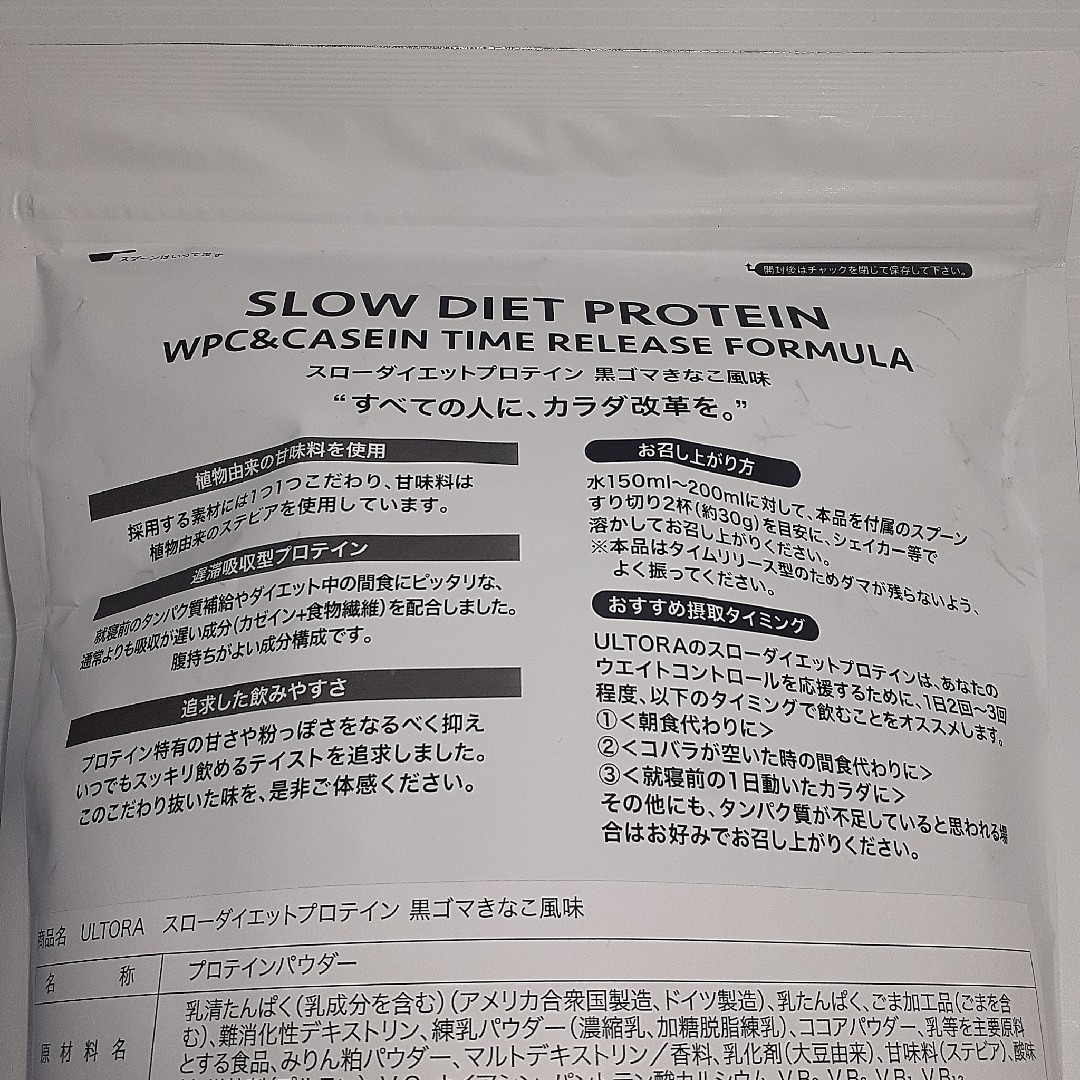 スプーンはいってます
開封後はチャックを閉じて保存して下さい。
SLOW DIET PROTEIN
WPC&CASEIN TIME RELEASE FORMULA
スローダイエットプロテイン 黒ゴマきなこ風味
“すべての人に、カラダ改革を。”
植物由来の甘味料を使用
採用する素材には1つ1つこだわり、甘味料は
植物由来のステビアを使用しています。
遅滞吸収型プロテイン
就寝前のタンパク質補給やダイエット中の間食にピッタリな、
通常よりも吸収が遅い成分(カゼイン+食物繊維)を配合しました。
腹持ちがよい成分構成です。
追求した飲みやすさ
プロテイン特有の甘さや粉っぽさをなるべく抑え
いつでもスッキリ飲めるテイストを追求しました。
このこだわり抜いた味を、是非ご体感ください。
お召し上がり方
水150ml〜200mlに対して、本品を付属のスプーン
すり切り2杯(約30g)を目安に、シェイカー等で
溶かしてお召し上がりください。
※本品はタイムリリース型のためダマが残らないよう、
よく振ってください。
おすすめ摂取タイミング
ULTORAのスローダイエットプロテインは、あなたの
ウエイトコントロールを応援するために、1日2回〜3回
程度、以下のタイミングで飲むことをオススメします。
①<朝食代わりに>
②<コバラが空いた時の間食代わりに>
③<就寝前の1日動いたカラダに>
その他にも、タンパク質が不足していると思われる場
合はお好みでお召し上がりください。
商品名 ULTORA スローダイエットプロテイン 黒ゴマきなこ風味
名称 プロテインパウダー
原材料名 乳清たんぱく(乳成分を含む)(アメリカ合衆国製造、ドイツ製造)、乳たんぱく、ごま加工品(ごまを含
む)、難消化性デキストリン、練乳パウダー(濃縮乳、加糖脱脂練乳)、ココアパウダー、乳等を主要原料
とする食品、みりん粕パウダー、マルトデキストリン/香料、乳化剤(大豆由来)、甘味料(ステビア)、酸味